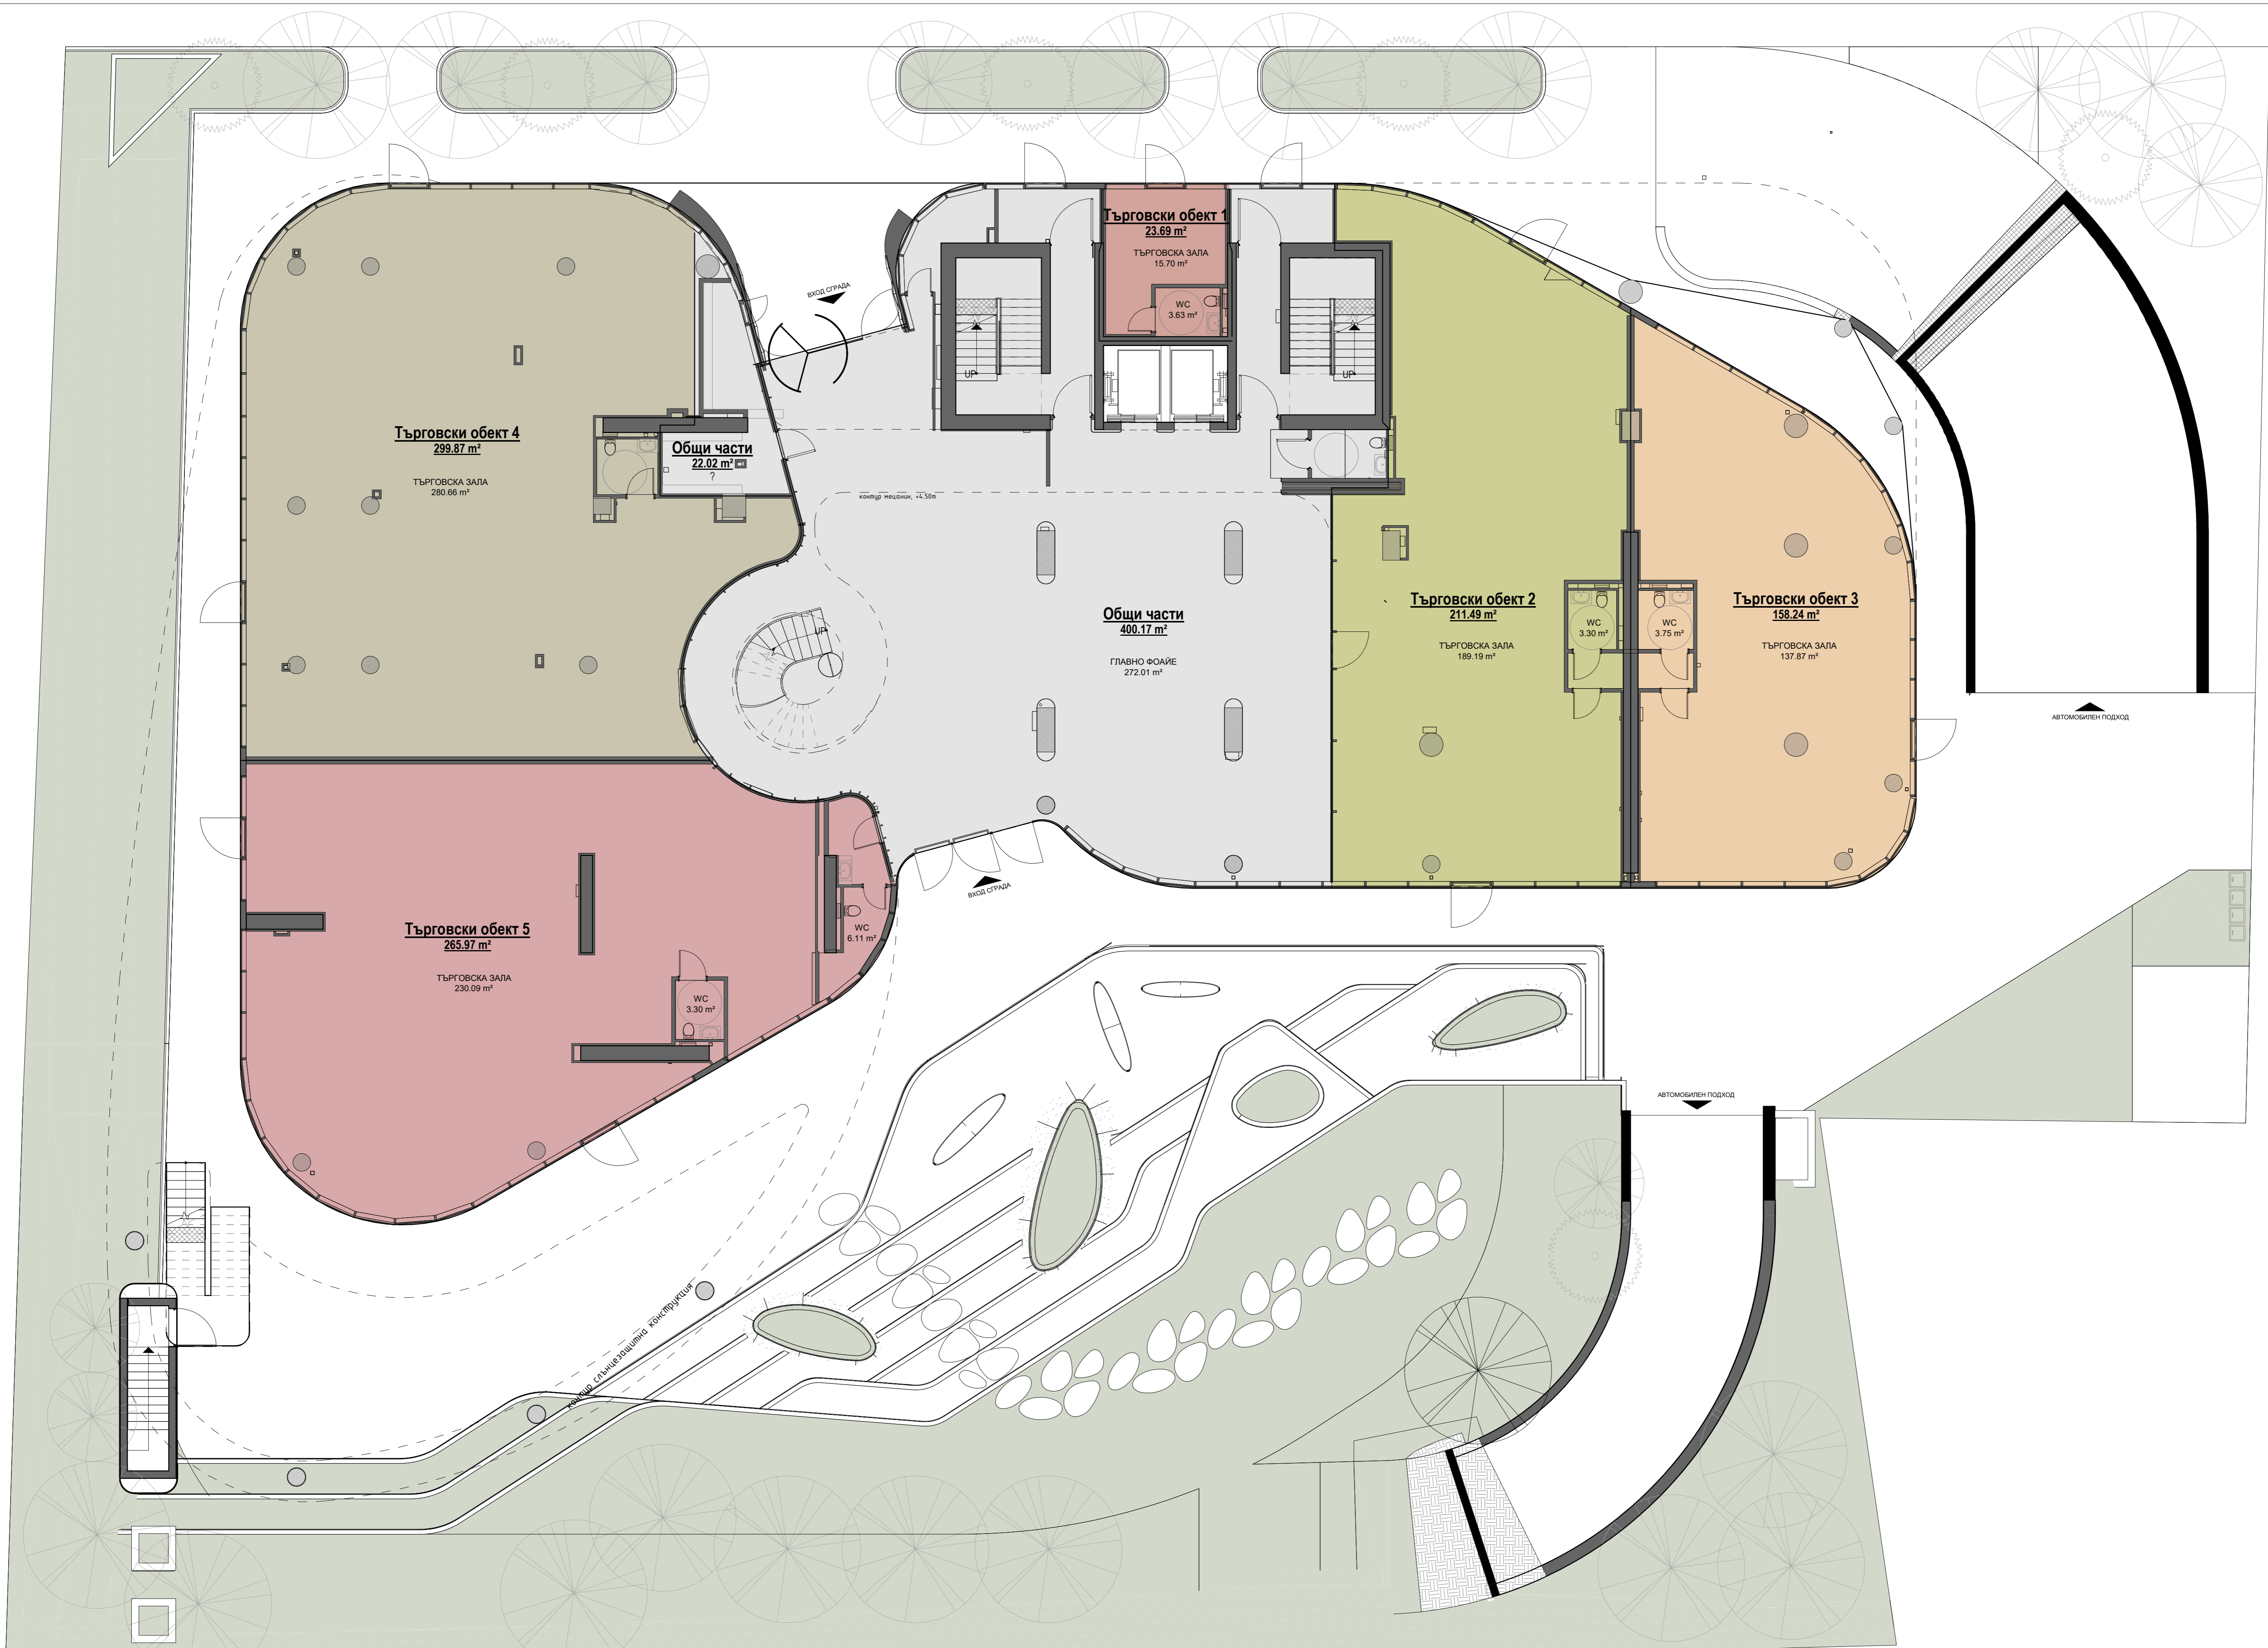 Търговски обект 1
23.69 m²
ТЪРГОВСКА ЗАЛА
15.70 m²
WC
3.63 m²
ВХОД СГРАДА
UP
UP
Търговски обект 4
299.87 m²
ТЪРГОВСКА ЗАЛА
280.66 m²
Общи части
22.02 m²
?
контур мецанин, +4.50m
UP
Общи части
400.17 m²
ГЛАВНО ФОАЙЕ
272.01 m²
Търговски обект 2
211.49 m²
ТЪРГОВСКА ЗАЛА
189.19 m²
WC
3.30 m²
WC
3.75 m²
Търговски обект 3
158.24 m²
ТЪРГОВСКА ЗАЛА
137.87 m²
АВТОМОБИЛЕН ПОДХОД
ВХОД СГРАДА
Търговски обект 5
265.97 m²
ТЪРГОВСКА ЗАЛА
230.09 m²
WC
6.11 m²
WC
3.30 m²
АВТОМОБИЛЕН ПОДХОД
контур слънцезащитна конструкция